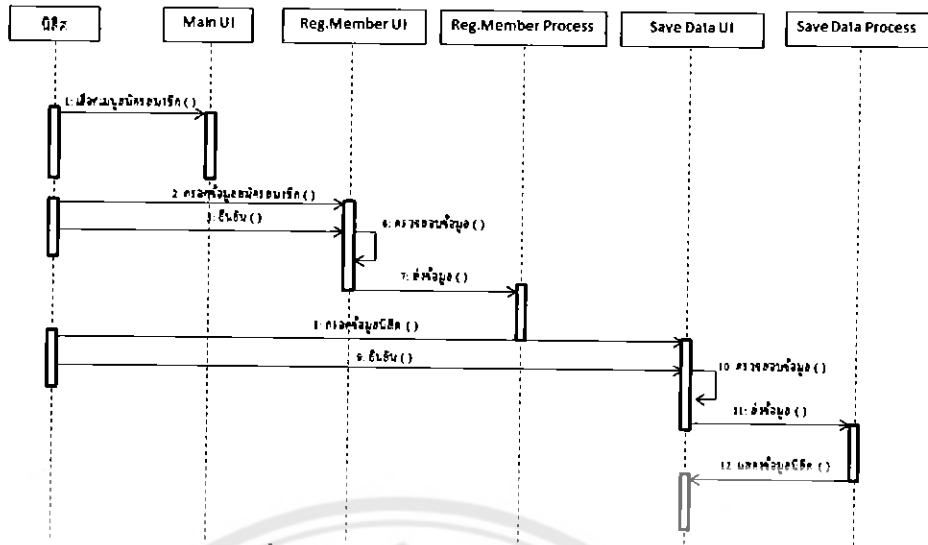 นิสิต
Main UI
Reg.Member UI
Reg.Member Process
Save Data UI
Save Data Process
1: เลือกเมนูสมัครสมาชิก ( )
2: กรอกข้อมูลสมัครสมาชิก ( )
3: ยืนยัน ( )
6: ตรวจสอบข้อมูล ( )
7: ส่งข้อมูล ( )
8: กรอกข้อมูลนิสิต ( )
9: ยืนยัน ( )
10: ตรวจสอบข้อมูล ( )
11: ส่งข้อมูล ( )
12: แสดงข้อมูลนิสิต ( )